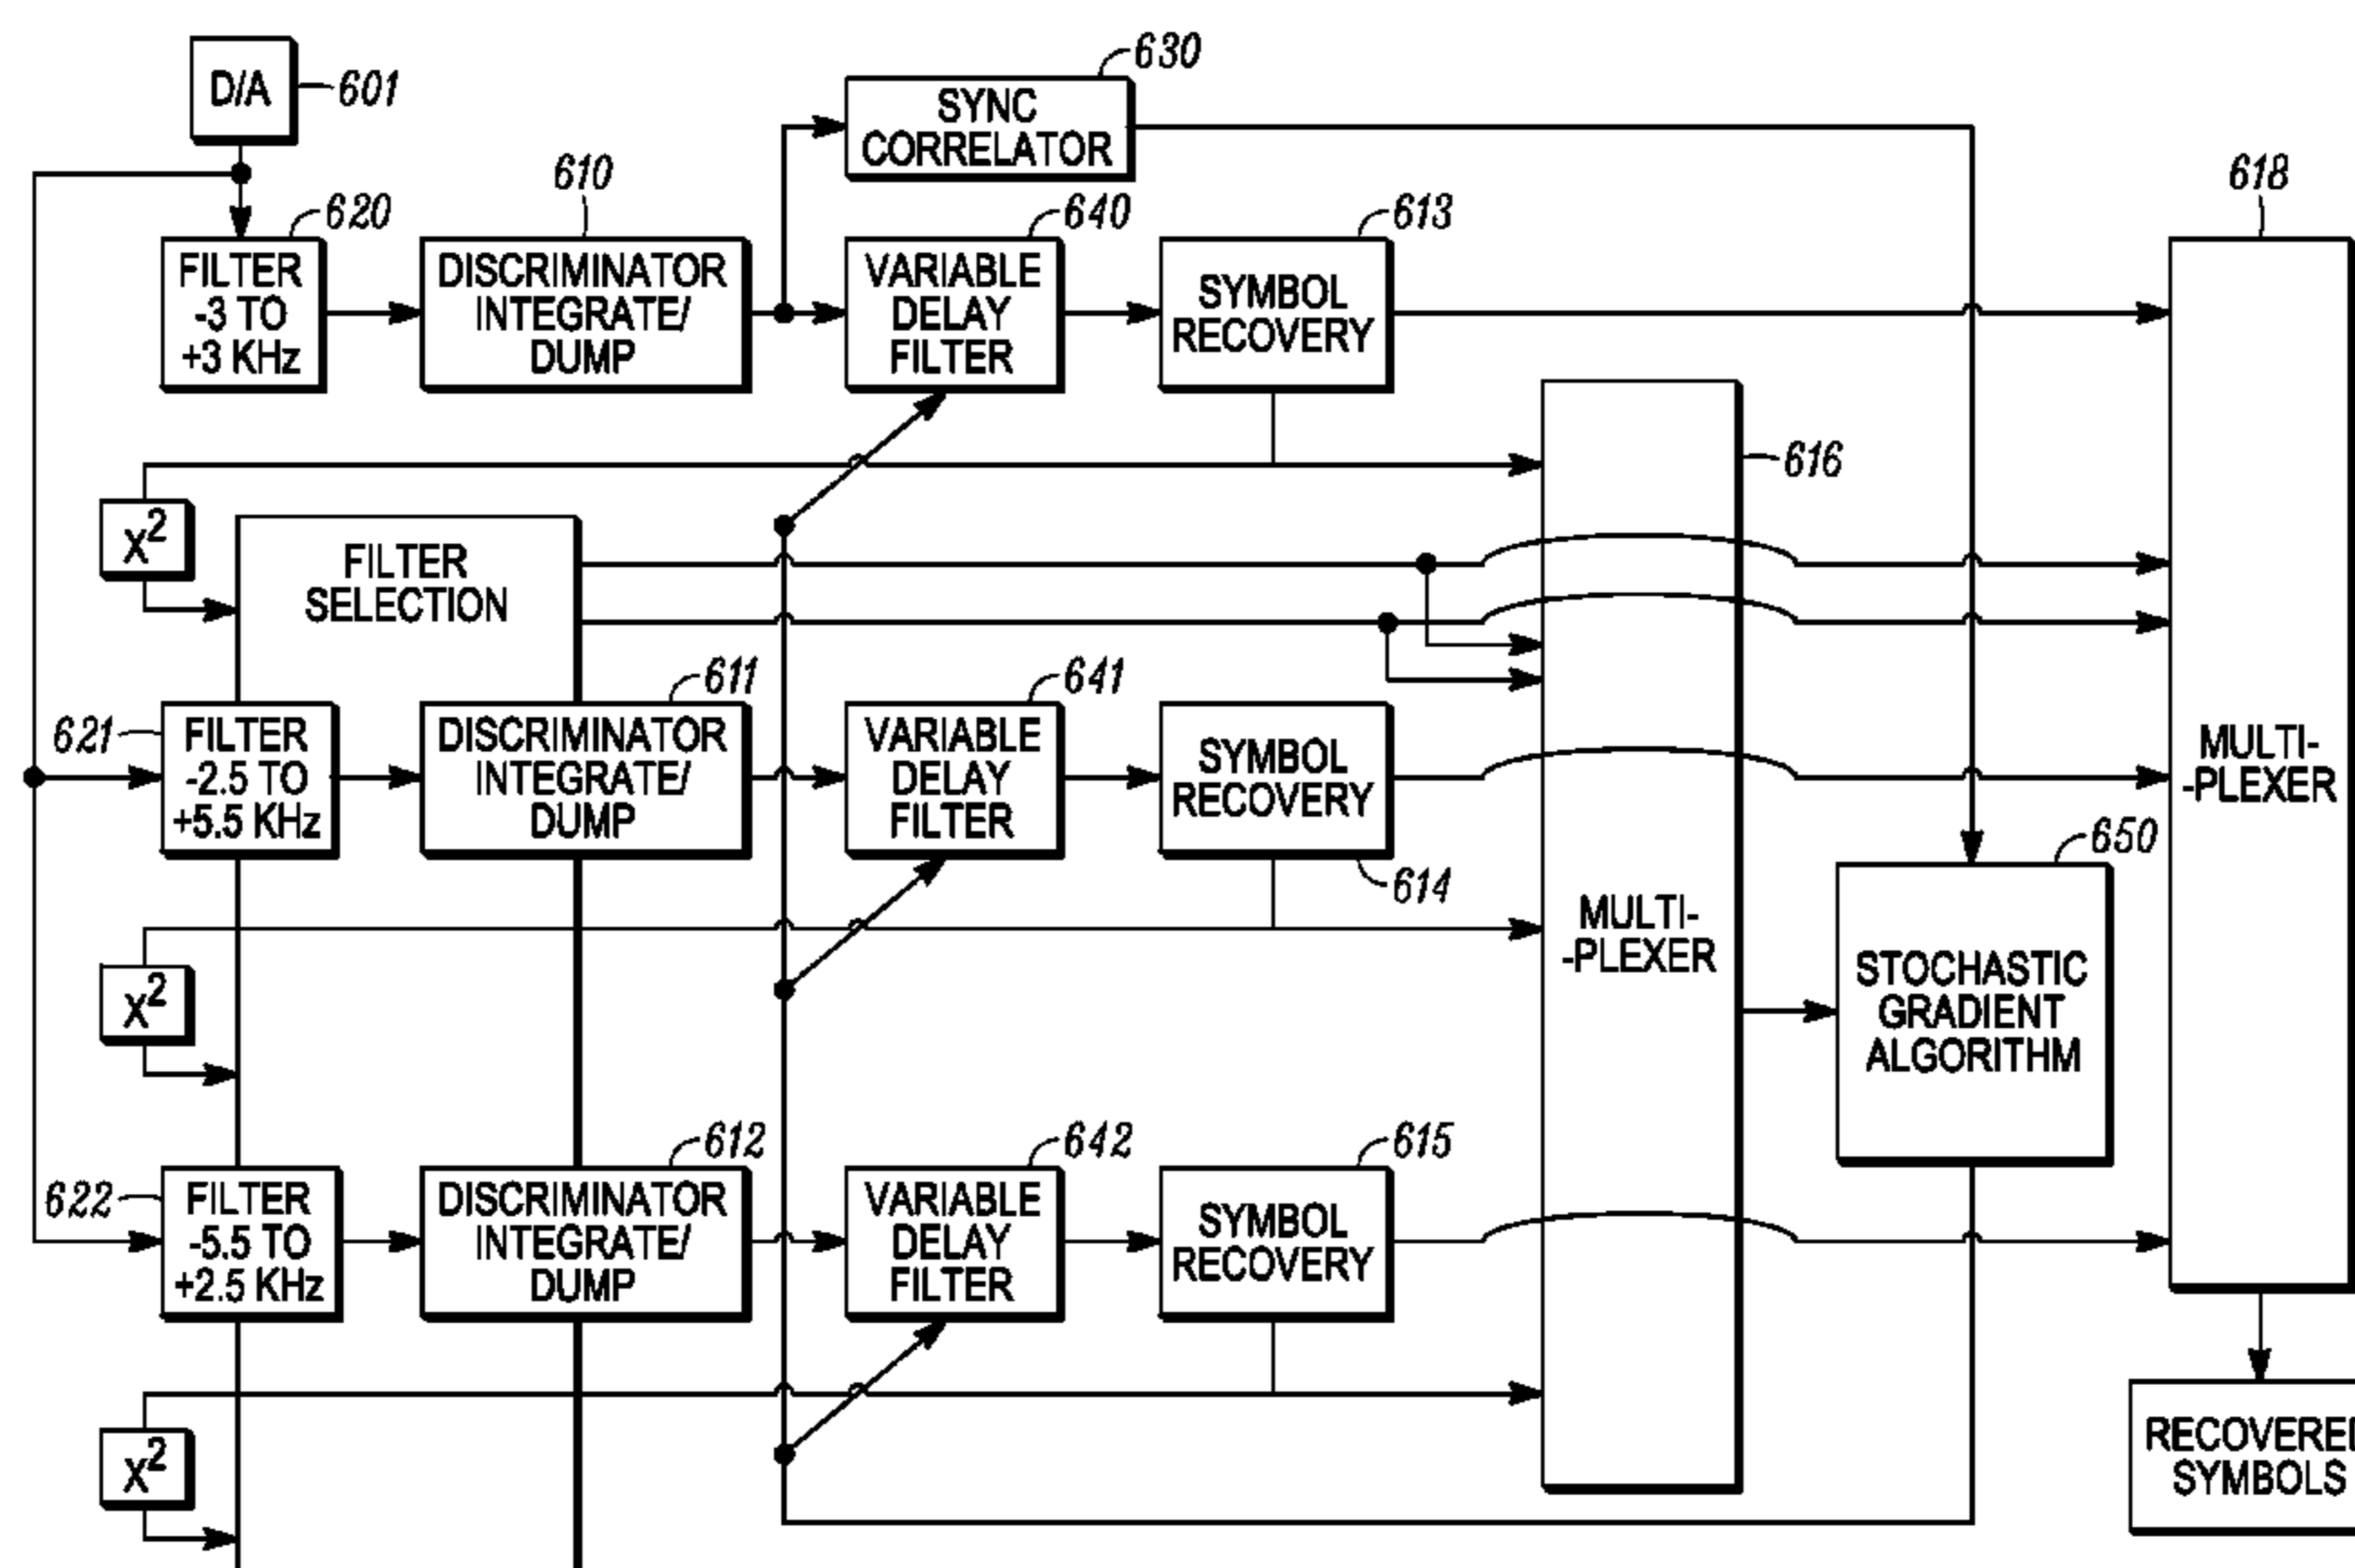 D/A
601
630
SYNC
CORRELATOR
610
618
620
640
613
FILTER
-3 TO
+3 KHz
DISCRIMINATOR
INTEGRATE/
DUMP
VARIABLE
DELAY
FILTER
SYMBOL
RECOVERY
616
X²
FILTER
SELECTION
611
641
621
FILTER
-2.5 TO
+5.5 KHz
DISCRIMINATOR
INTEGRATE/
DUMP
VARIABLE
DELAY
FILTER
SYMBOL
RECOVERY
614
MULTI-
-PLEXER
650
MULTI-
-PLEXER
STOCHASTIC
GRADIENT
ALGORITHM
X²
612
642
615
622
FILTER
-5.5 TO
+2.5 KHz
DISCRIMINATOR
INTEGRATE/
DUMP
VARIABLE
DELAY
FILTER
SYMBOL
RECOVERY
X²
RECOVERED
SYMBOLS